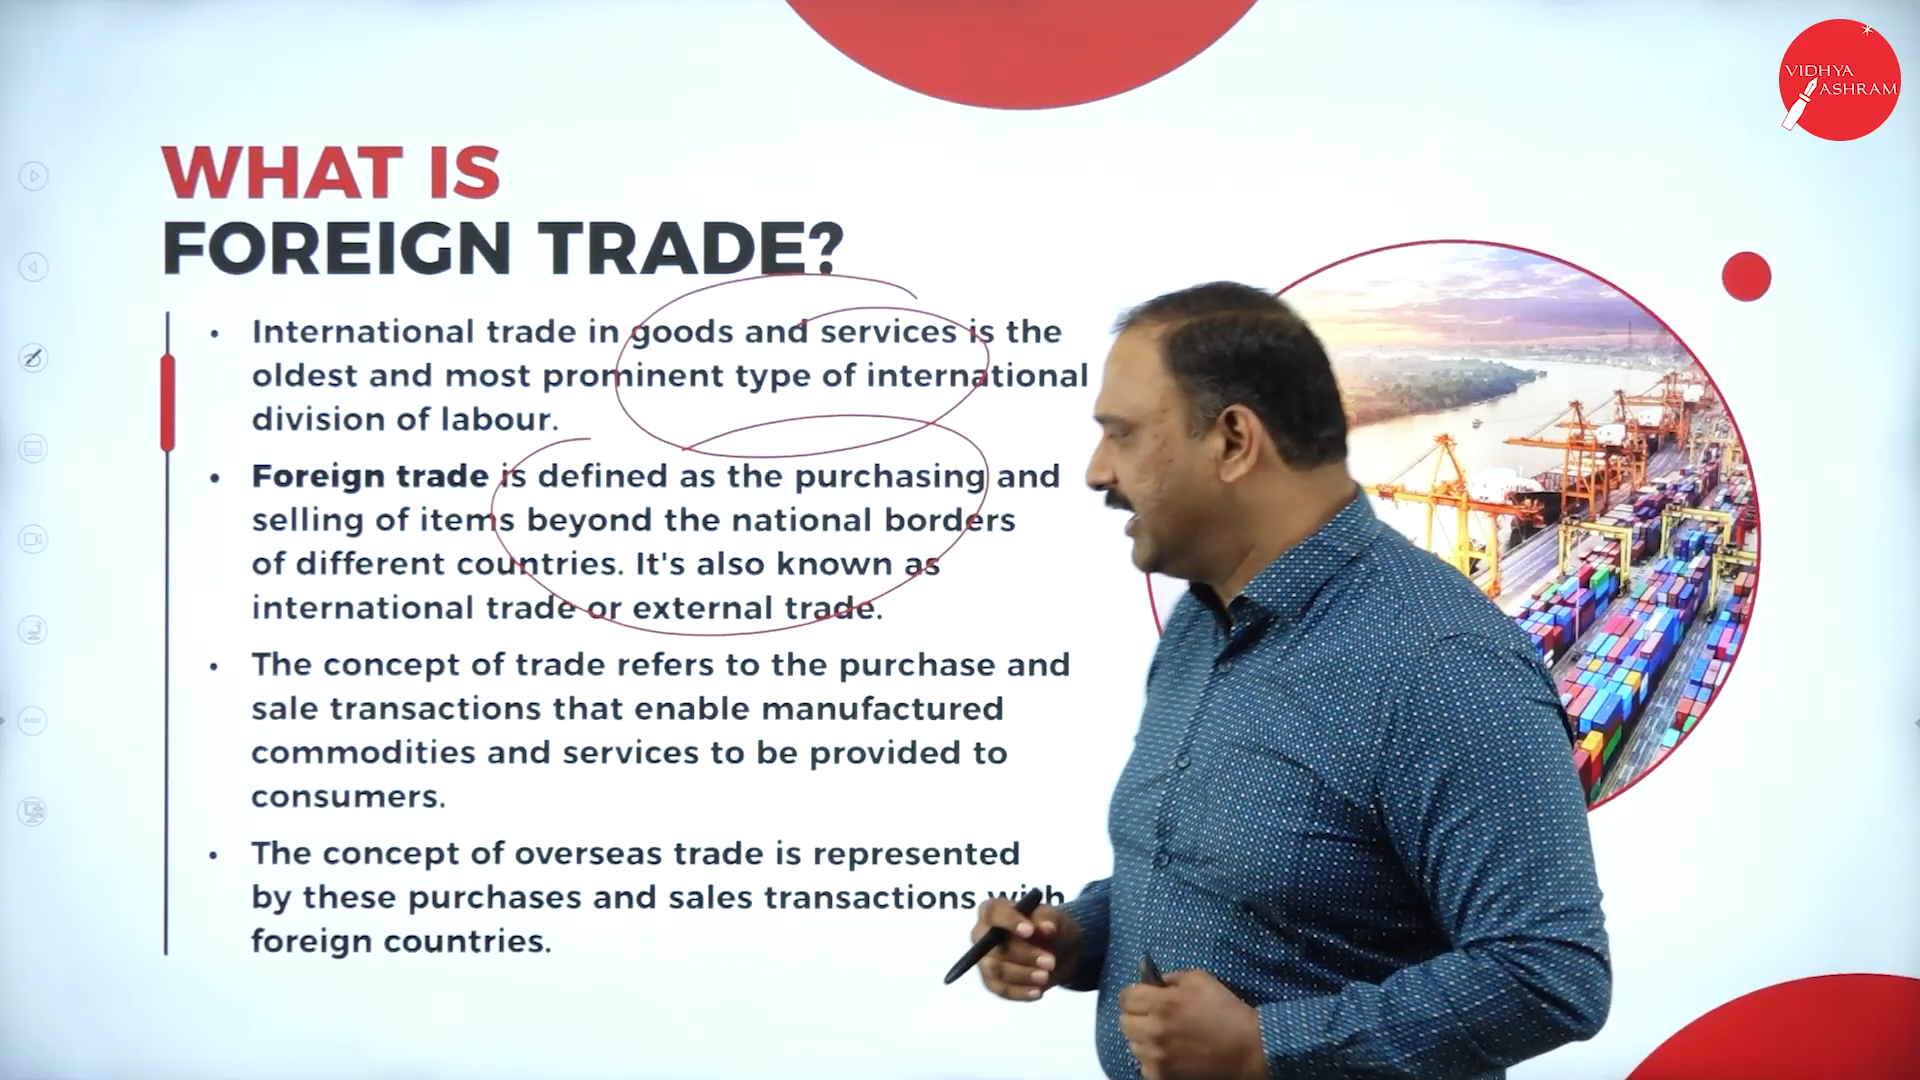 VIDHYA
ASHRAM
WHAT IS
FOREIGN TRADE?
• International trade in goods and services is the
oldest and most prominent type of international
division of labour.
• Foreign trade is defined as the purchasing and
selling of items beyond the national borders
of different countries. It's also known as
international trade or external trade.
• The concept of trade refers to the purchase and
sale transactions that enable manufactured
commodities and services to be provided to
consumers.
• The concept of overseas trade is represented
by these purchases and sales transactions with
foreign countries.